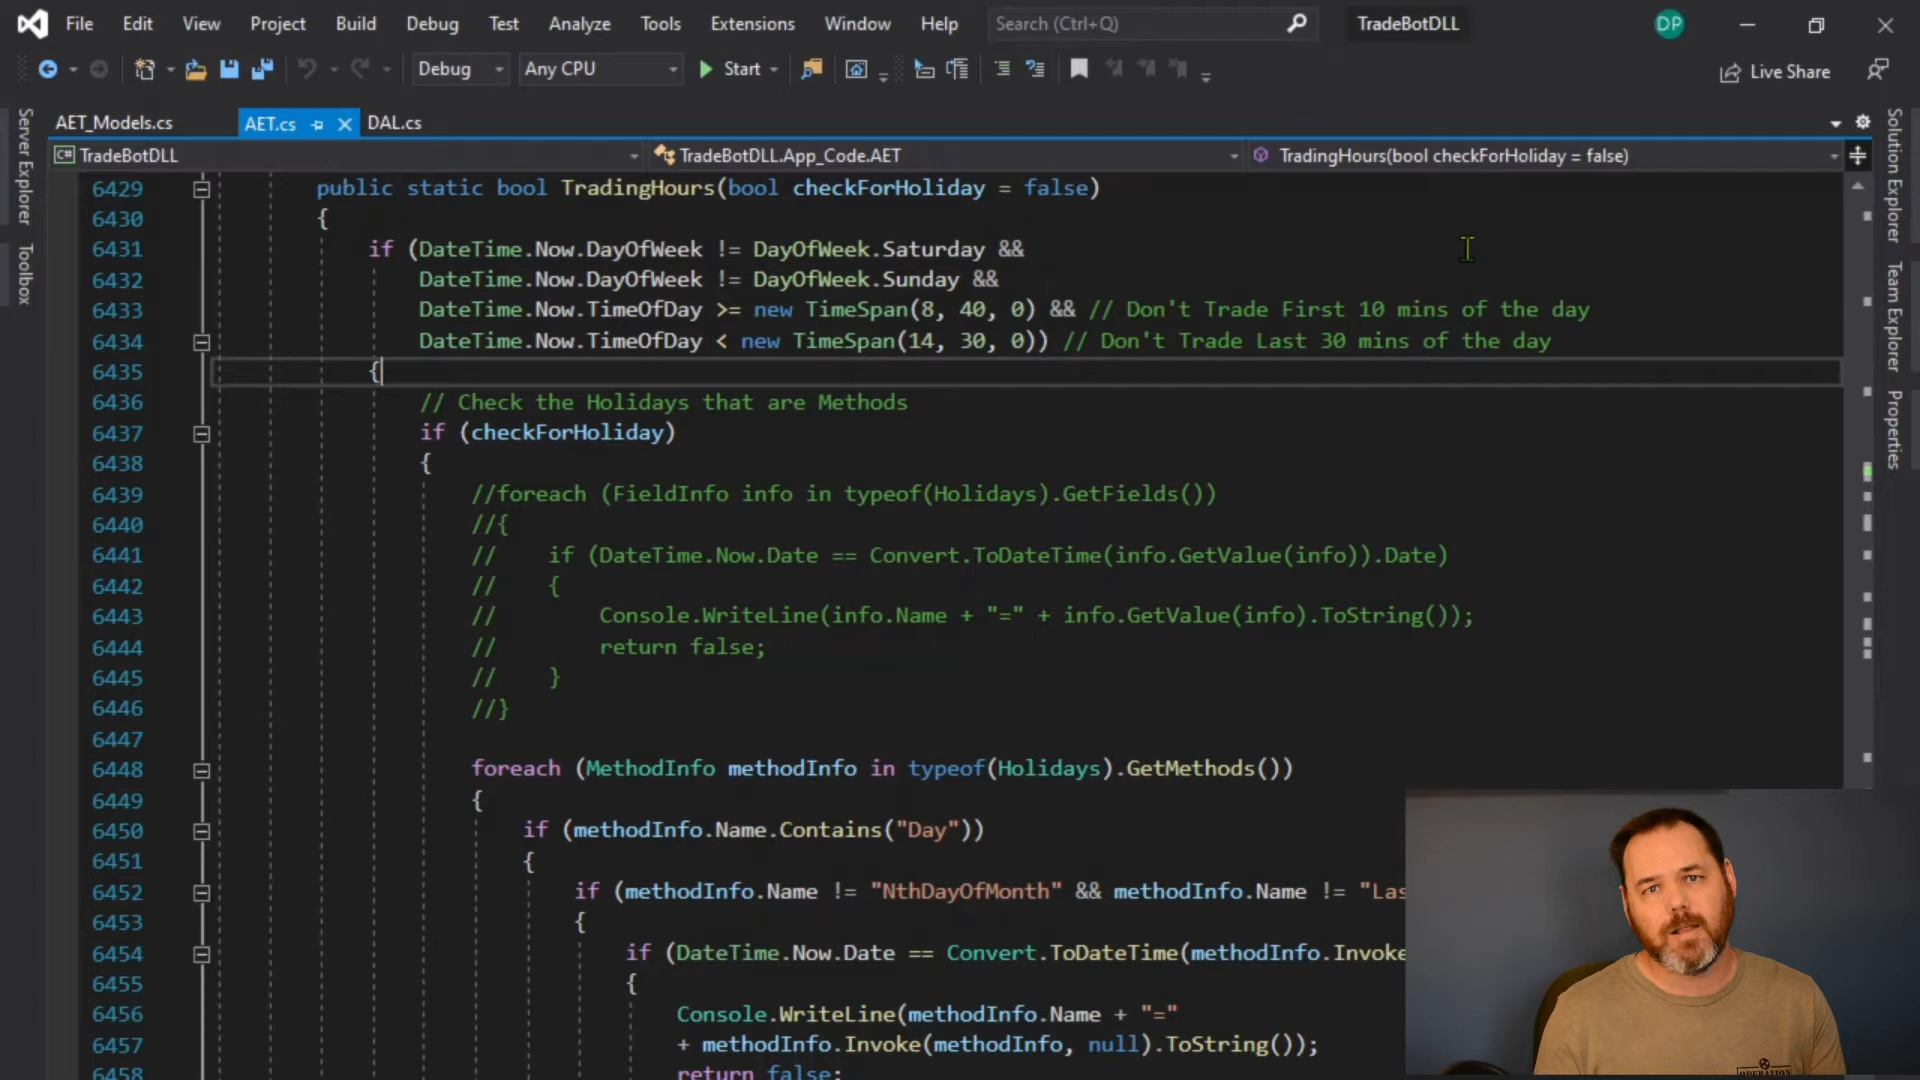 File Edit View Project Build Debug Test Analyze Tools Extensions Window Help Search (Ctrl+Q) TradeBotDLL DP
Debug Any CPU Start Live Share
AET_Models.cs AET.cs DAL.cs
C# TradeBotDLL TradeBotDLL.App_Code.AET TradingHours(bool checkForHoliday = false)
Server Explorer
Toolbox
Solution Explorer
Team Explorer
Properties
6429 public static bool TradingHours(bool checkForHoliday = false)
6430 {
6431 if (DateTime.Now.DayOfWeek != DayOfWeek.Saturday &&
6432 DateTime.Now.DayOfWeek != DayOfWeek.Sunday &&
6433 DateTime.Now.TimeOfDay >= new TimeSpan(8, 40, 0) && // Don't Trade First 10 mins of the day
6434 DateTime.Now.TimeOfDay < new TimeSpan(14, 30, 0)) // Don't Trade Last 30 mins of the day
6435 {
6436 // Check the Holidays that are Methods
6437 if (checkForHoliday)
6438 {
6439 //foreach (FieldInfo info in typeof(Holidays).GetFields())
6440 //{
6441 // if (DateTime.Now.Date == Convert.ToDateTime(info.GetValue(info)).Date)
6442 // {
6443 // Console.WriteLine(info.Name + "=" + info.GetValue(info).ToString());
6444 // return false;
6445 // }
6446 //}
6447
6448 foreach (MethodInfo methodInfo in typeof(Holidays).GetMethods())
6449 {
6450 if (methodInfo.Name.Contains("Day"))
6451 {
6452 if (methodInfo.Name != "NthDayOfMonth" && methodInfo.Name != "Las
6453 {
6454 if (DateTime.Now.Date == Convert.ToDateTime(methodInfo.Invoke
6455 {
6456 Console.WriteLine(methodInfo.Name + "="
6457 + methodInfo.Invoke(methodInfo, null).ToString());
6458 return false;